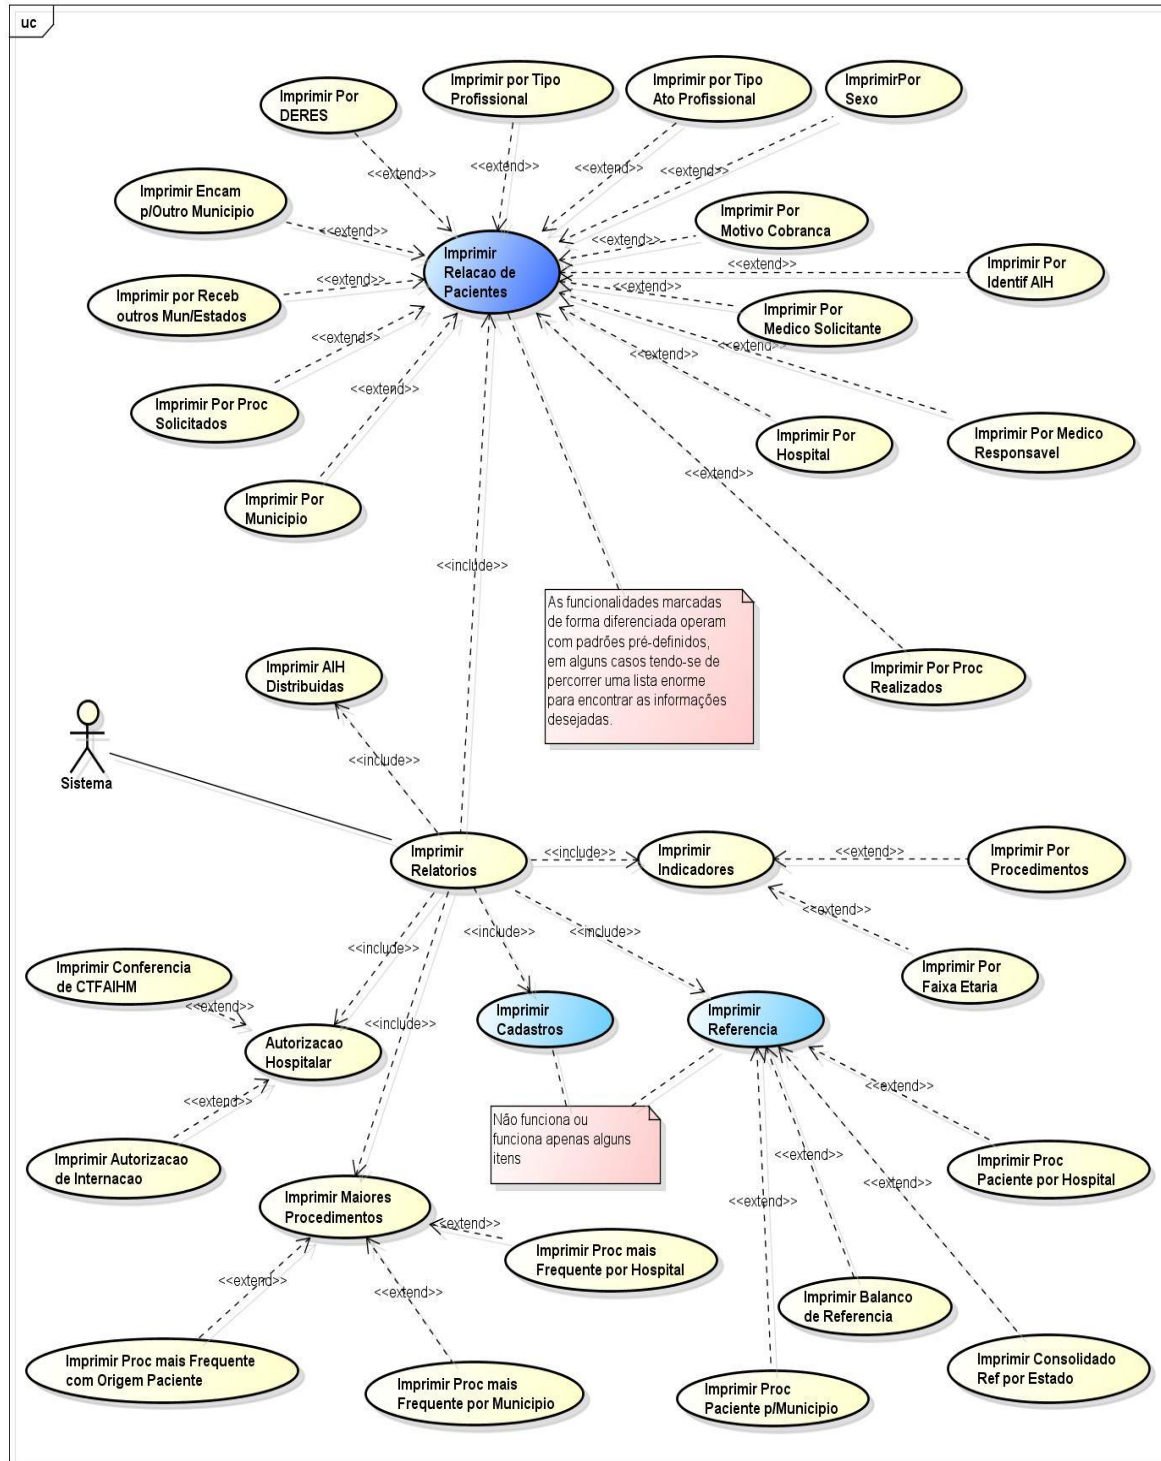 uc
Imprimir Por
DERES
Imprimir por Tipo
Profissional
Imprimir por Tipo
Ato Profissional
ImprimirPor
Sexo
<<extend>>
<<extend>>
<<extend>>
<<extend>>
Imprimir Encam
p/Outro Municipio
<<extend>>
Imprimir
Relacao de
Pacientes
<<extend>>
Imprimir Por
Motivo Cobranca
<<extend>>
Imprimir Por
Identif AIH
Imprimir por Receb
outros Mun/Estados
<<extend>>
<<extend>>
Imprimir Por
Medico Solicitante
<<extend>>
<<extend>>
<<extend>>
<<extend>>
Imprimir Por Proc
Solicitados
Imprimir Por
Hospital
Imprimir Por Medico
Responsavel
<<extend>>
Imprimir Por
Municipio
<<include>>
As funcionalidades marcadas
de forma diferenciada operam
com padrões pré-definidos,
em alguns casos tendo-se de
percorrer uma lista enorme
para encontrar as informações
desejadas.
Imprimir Por Proc
Realizados
Imprimir AIH
Distribuidas
Sistema
<<include>>
Imprimir
Relatorios
<<include>>
Imprimir
Indicadores
<<extend>>
Imprimir Por
Procedimentos
<<extend>>
<<include>>
<<include>>
<<include>>
Imprimir Conferencia
de CTFAIHM
Imprimir Por
Faixa Etaria
<<extend>>
<<include>>
Imprimir
Cadastros
Imprimir
Referencia
Autorizacao
Hospitalar
<<extend>>
<<extend>>
Não funciona ou
funciona apenas alguns
itens
<<extend>>
Imprimir Autorizacao
de Internacao
Imprimir Proc
Paciente por Hospital
Imprimir Maiores
Procedimentos
<<extend>>
<<extend>>
<<extend>>
Imprimir Proc mais
Frequente por Hospital
<<extend>>
<<extend>>
Imprimir Balanco
de Referencia
Imprimir Proc mais Frequente
com Origem Paciente
Imprimir Proc mais
Frequente por Municipio
Imprimir Proc
Paciente p/Municipio
Imprimir Consolidado
Ref por Estado